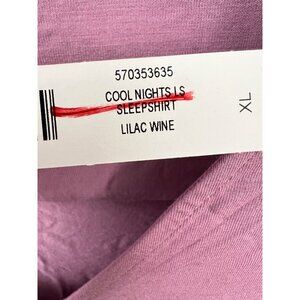 570353635
COOL NIGHTS LS
SLEEPSHIRT
LILAC WINE
XL